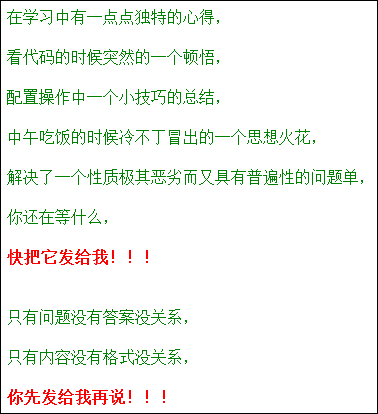 在学习中有一点点独特的心得，
看代码的时候突然的一个顿悟，
配置操作中一个小技巧的总结，
中午吃饭的时候冷不丁冒出的一个思想火花，
解决了一个性质极其恶劣而又具有普遍性的问题单，
你还在等什么，
快把它发给我！！！
只有问题没有答案没关系，
只有内容没有格式没关系，
你先发给我再说！！！